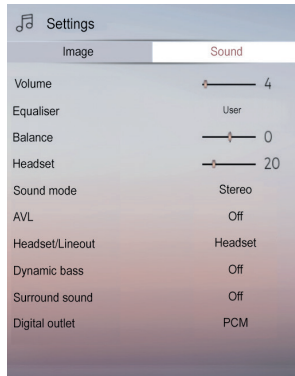 Settings
Image Sound
Volume 4
Equaliser User
Balance 0
Headset 20
Sound mode Stereo
AVL Off
Headset/Lineout Headset
Dynamic bass Off
Surround sound Off
Digital outlet PCM